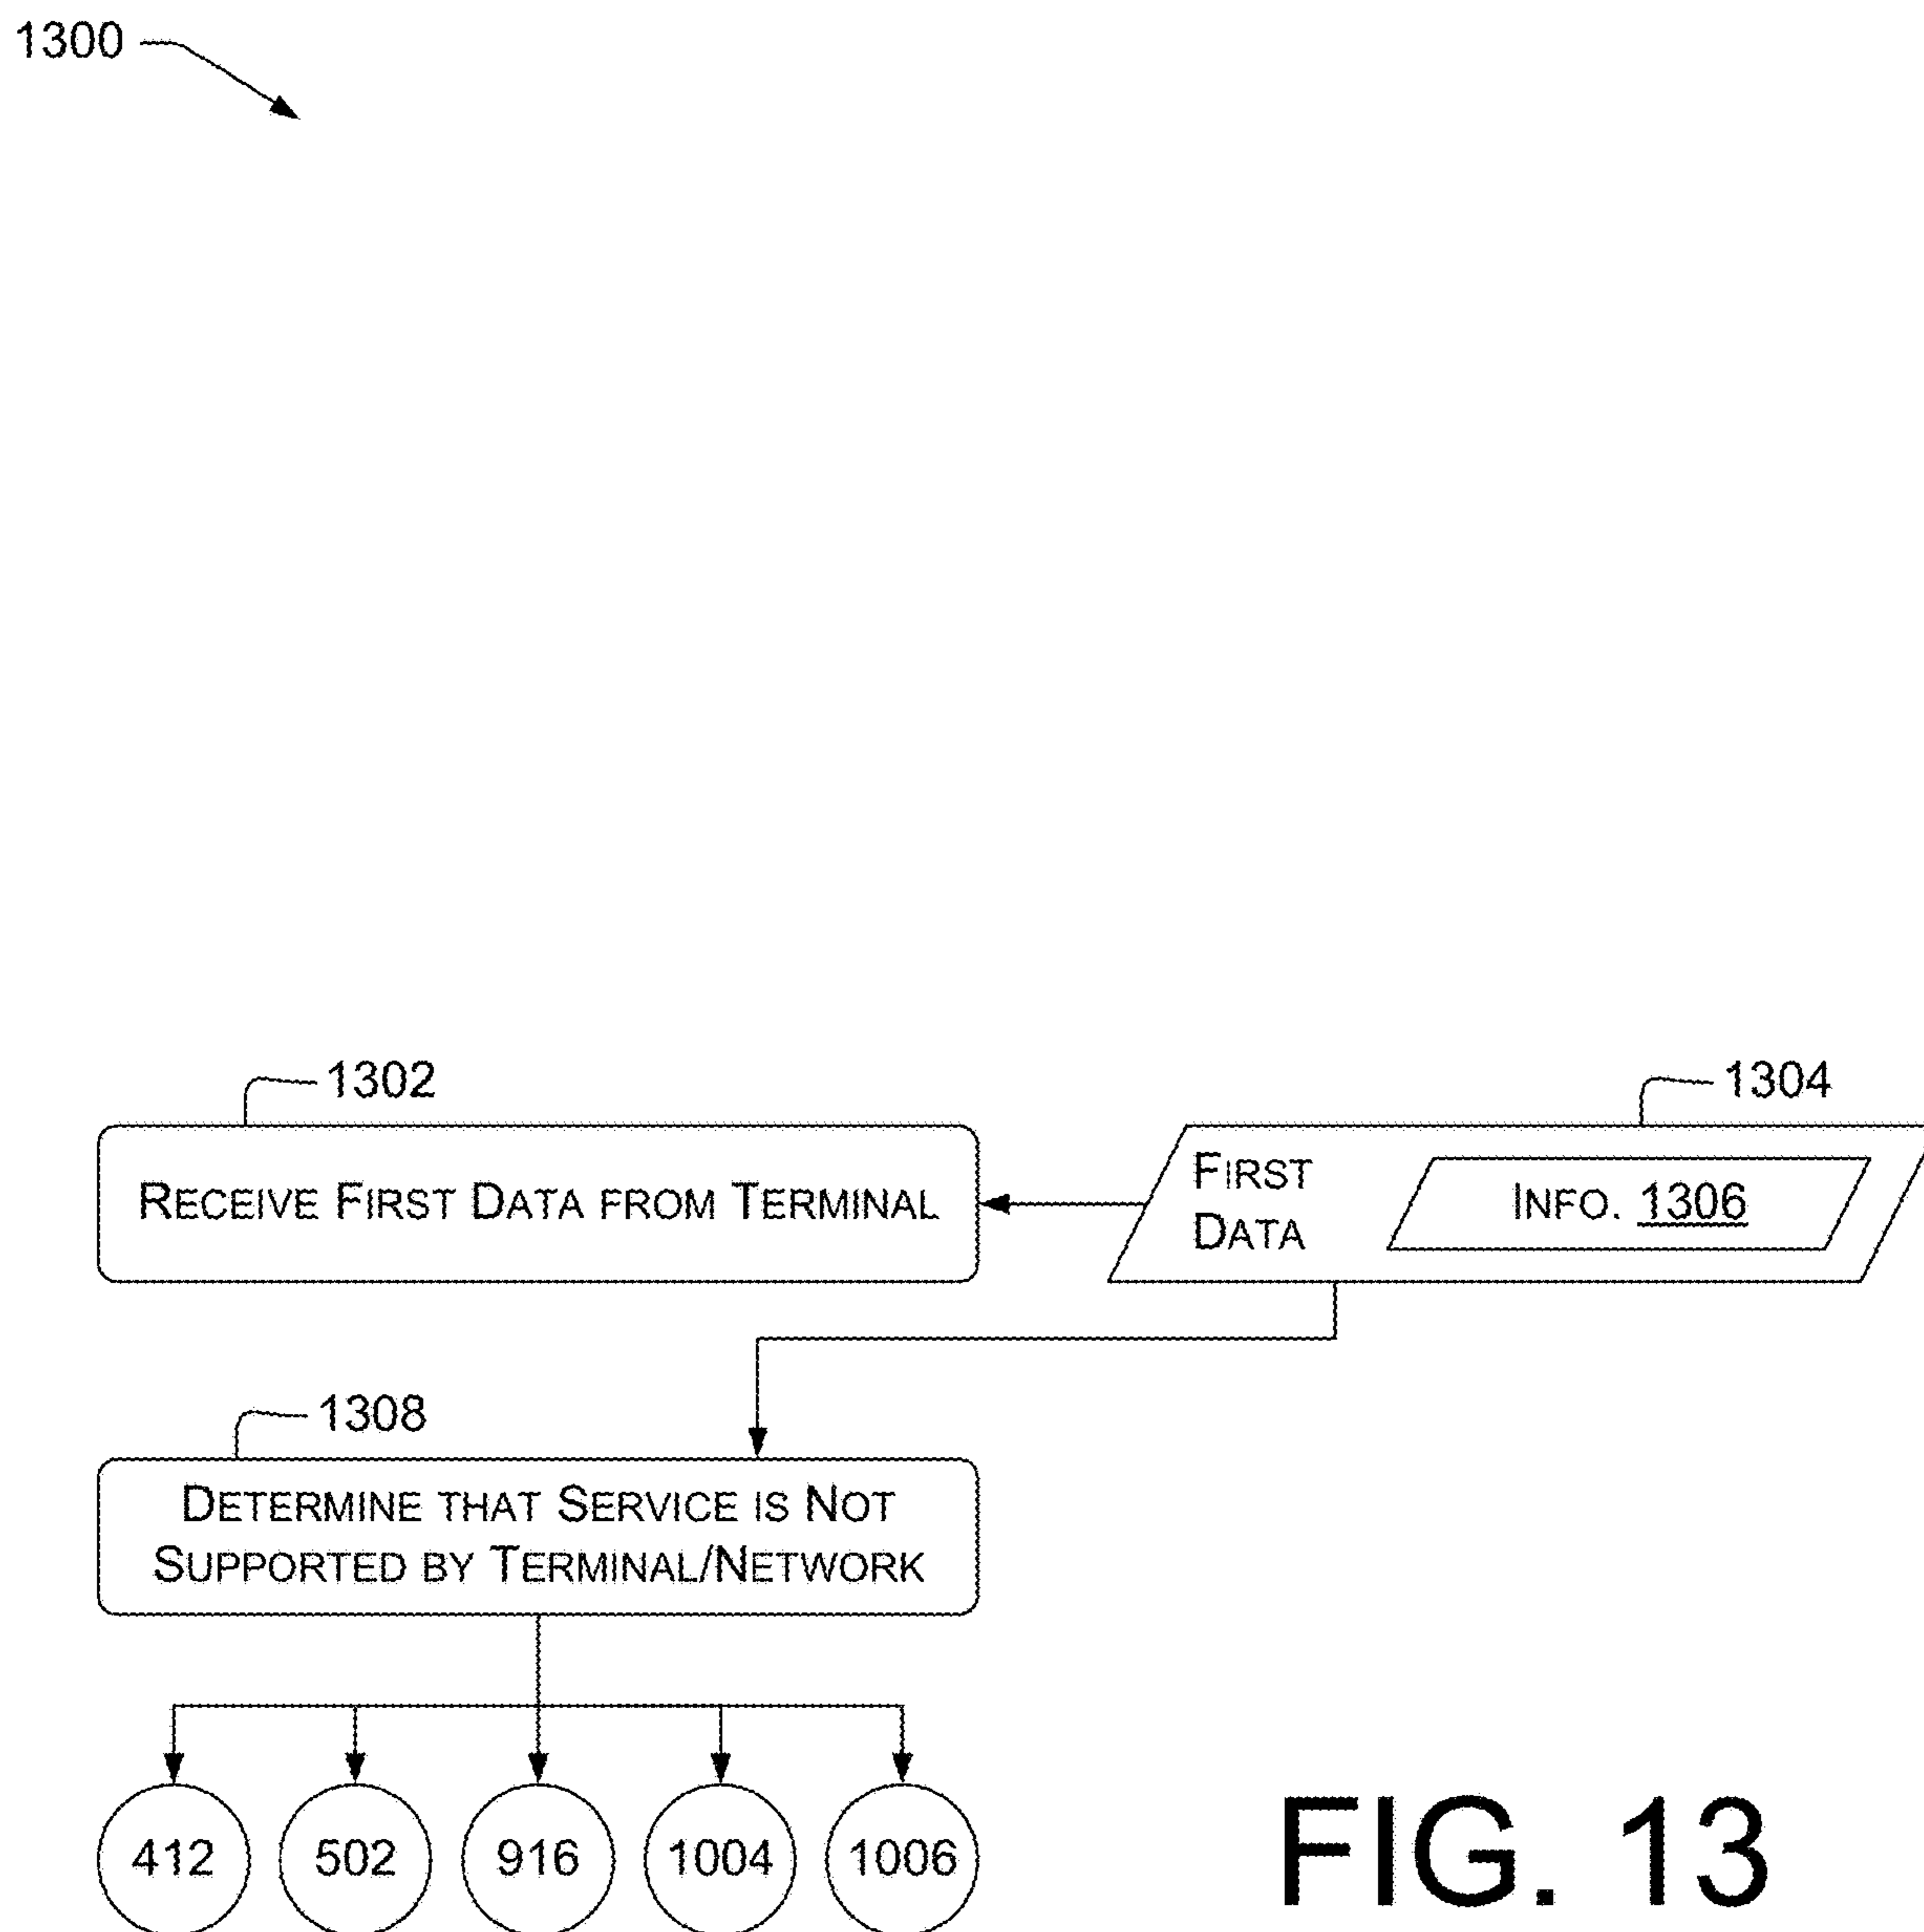 1300
1302
1304
RECEIVE FIRST DATA FROM TERMINAL
FIRST
DATA
INFO. 1306
1308
DETERMINE THAT SERVICE IS NOT
SUPPORTED BY TERMINAL/NETWORK
412 502 916 1004 1006
FIG. 13